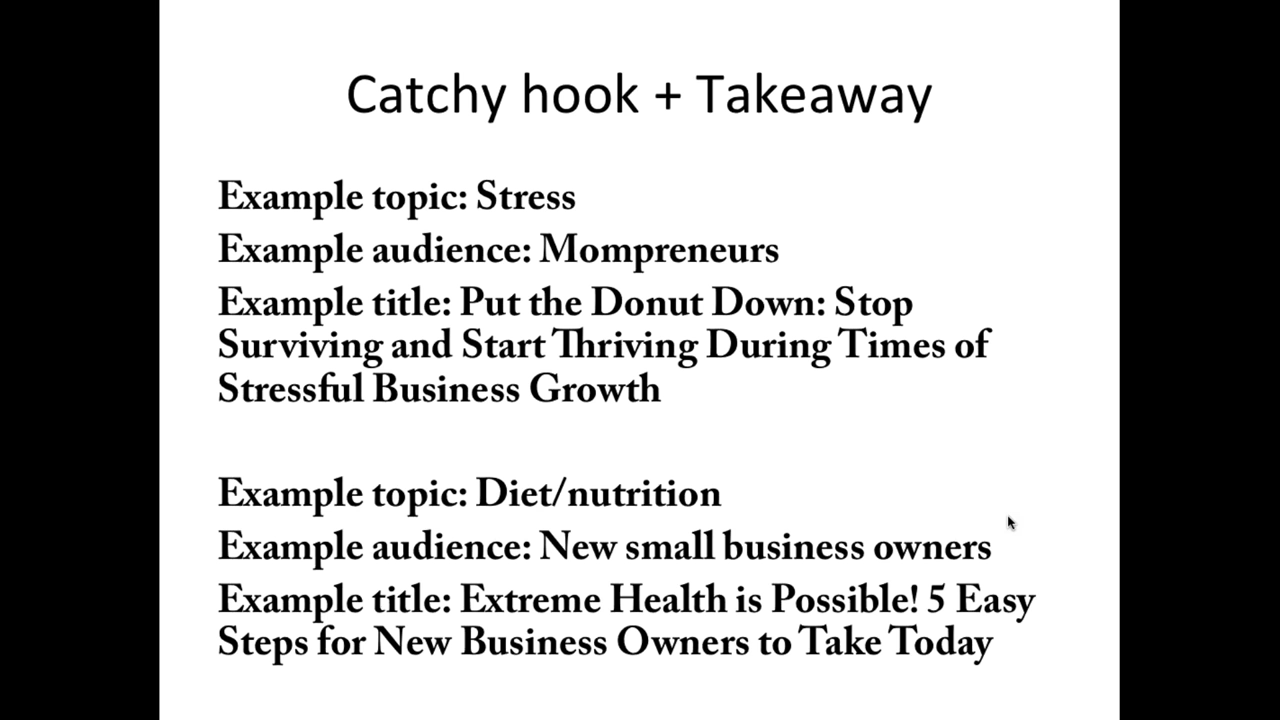 Catchy hook + Takeaway
Example topic: Stress
Example audience: Mompreneurs
Example title: Put the Donut Down: Stop
Surviving and Start Thriving During Times of
Stressful Business Growth
Example topic: Diet/nutrition
Example audience: New small business owners
Example title: Extreme Health is Possible! 5 Easy
Steps for New Business Owners to Take Today